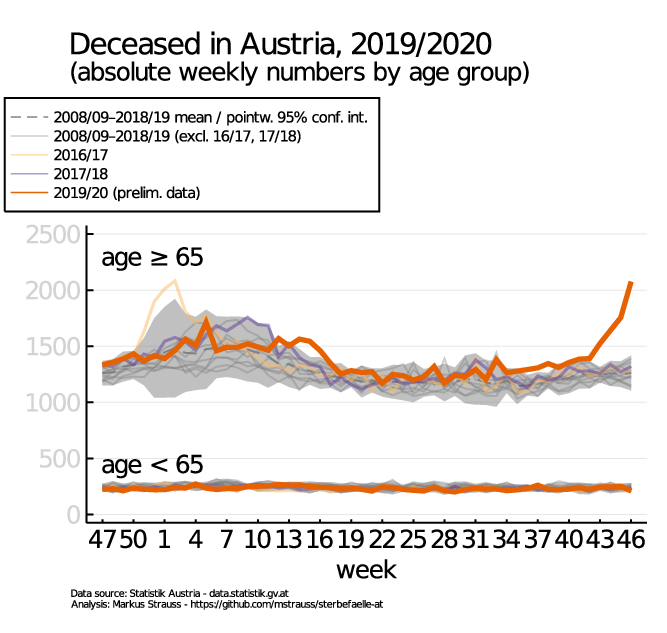 Deceased in Austria, 2019/2020
(absolute weekly numbers by age group)
2008/09–2018/19 mean / pointw. 95% conf. int.
2008/09–2018/19 (excl. 16/17, 17/18)
2016/17
2017/18
2019/20 (prelim. data)
2500
age ≥ 65
2000
1500
1000
500
age < 65
0
47 50 1 4 7 10 13 16 19 22 25 28 31 34 37 40 43 46
week
Data source: Statistik Austria - data.statistik.gv.at
Analysis: Markus Strauss - https://github.com/mstrauss/sterbefaelle-at